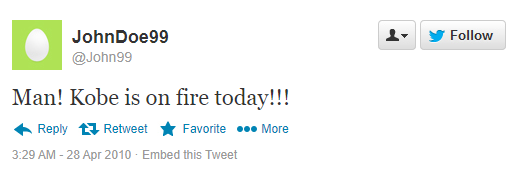 JohnDoe99
@John99
Follow
Man! Kobe is on fire today!!!
Reply Retweet Favorite More
3:29 AM - 28 Apr 2010 · Embed this Tweet